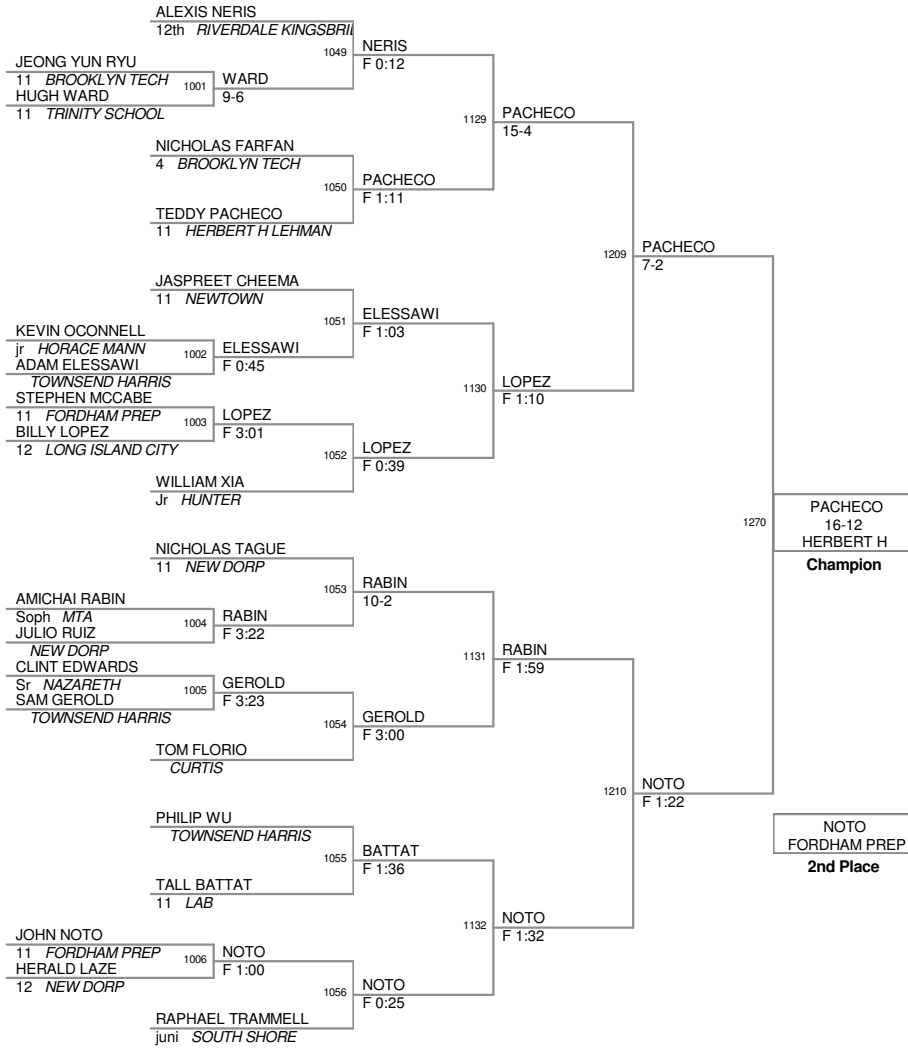 ALEXIS NERIS
12th RIVERDALE KINGSBRI
1049
NERIS
F 0:12
JEONG YUN RYU
11 BROOKLYN TECH
1001
WARD
9-6
HUGH WARD
11 TRINITY SCHOOL
1129
PACHECO
15-4
NICHOLAS FARFAN
4 BROOKLYN TECH
1050
PACHECO
F 1:11
TEDDY PACHECO
11 HERBERT H LEHMAN
1209
PACHECO
7-2
JASPREET CHEEMA
11 NEWTOWN
1051
ELESSAWI
F 1:03
KEVIN OCONNELL
jr HORACE MANN
1002
ELESSAWI
F 0:45
ADAM ELESSAWI
TOWNSEND HARRIS
1130
LOPEZ
F 1:10
STEPHEN MCCABE
11 FORDHAM PREP
1003
LOPEZ
F 3:01
BILLY LOPEZ
12 LONG ISLAND CITY
1052
LOPEZ
F 0:39
WILLIAM XIA
Jr HUNTER
1270
PACHECO
16-12
HERBERT H
Champion
NICHOLAS TAGUE
11 NEW DORP
1053
RABIN
10-2
AMICHAI RABIN
Soph MTA
1004
RABIN
F 3:22
JULIO RUIZ
NEW DORP
1131
RABIN
F 1:59
CLINT EDWARDS
Sr NAZARETH
1005
GEROLD
F 3:23
SAM GEROLD
TOWNSEND HARRIS
1054
GEROLD
F 3:00
TOM FLORIO
CURTIS
1210
NOTO
F 1:22
PHILIP WU
TOWNSEND HARRIS
1055
BATTAT
F 1:36
TALL BATTAT
11 LAB
NOTO
FORDHAM PREP
2nd Place
1132
NOTO
F 1:32
JOHN NOTO
11 FORDHAM PREP
1006
NOTO
F 1:00
HERALD LAZE
12 NEW DORP
1056
NOTO
F 0:25
RAPHAEL TRAMMELL
juni SOUTH SHORE